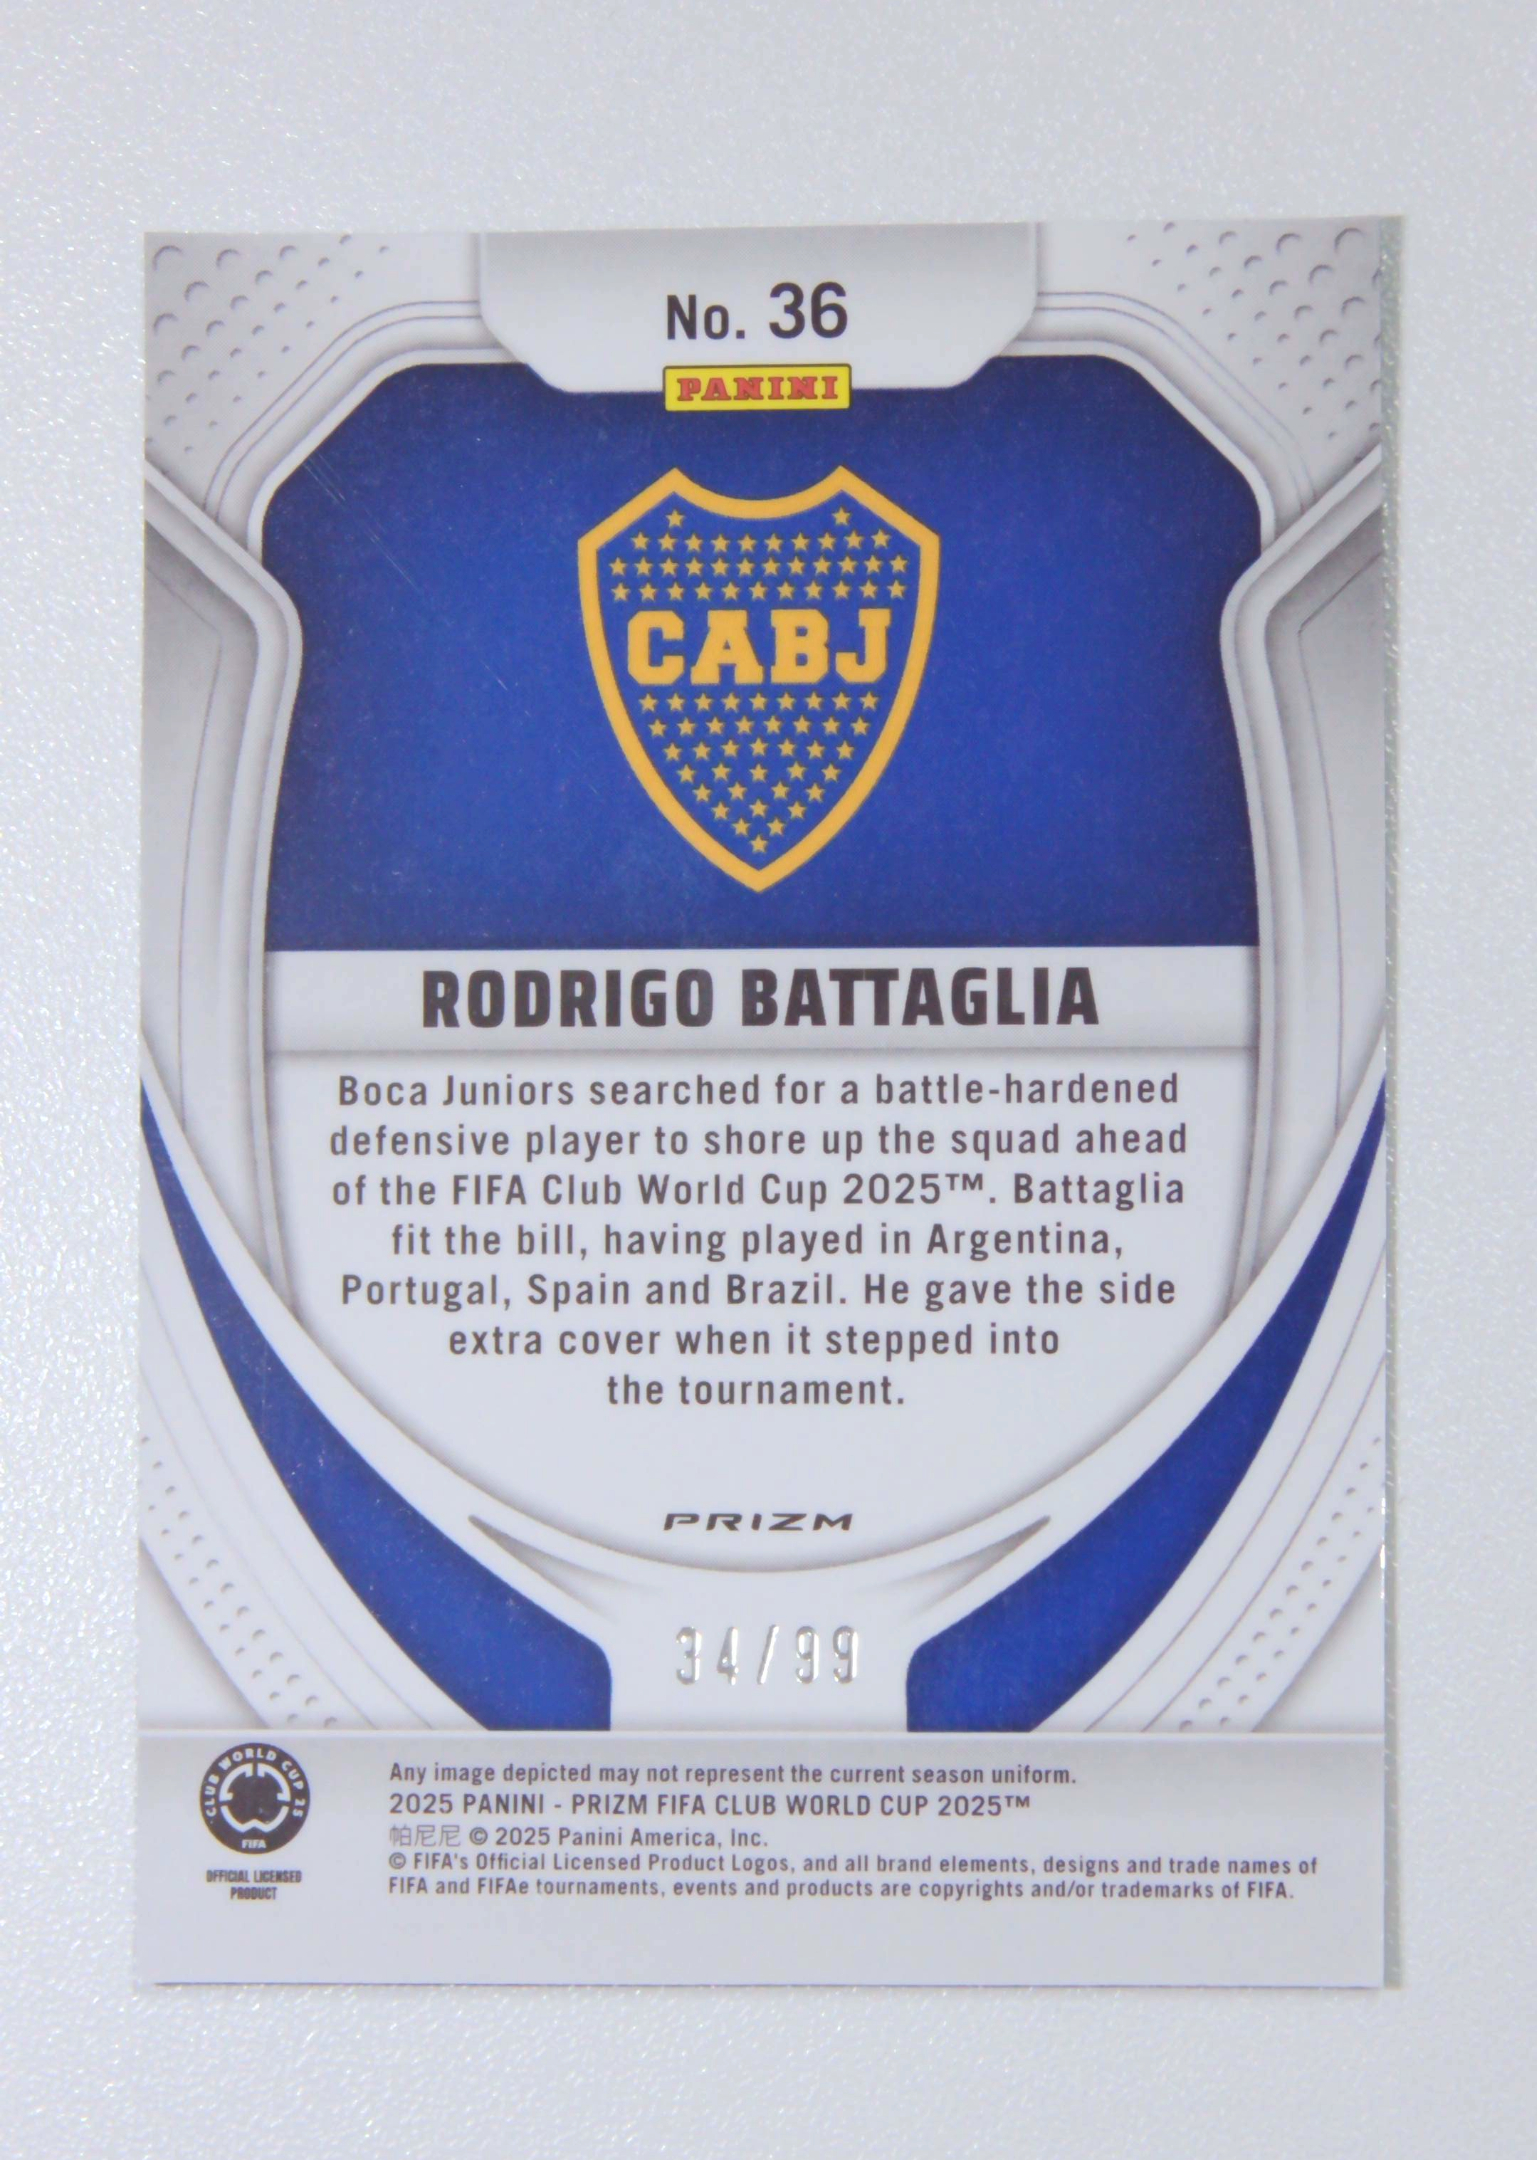 No. 36
PANINI
CABJ
RODRIGO BATTAGLIA
Boca Juniors searched for a battle-hardened
defensive player to shore up the squad ahead
of the FIFA Club World Cup 2025™. Battaglia
fit the bill, having played in Argentina,
Portugal, Spain and Brazil. He gave the side
extra cover when it stepped into
the tournament.
PRIZM
34/99
CLUB WORLD CUP 25
FIFA
OFFICIAL LICENSED
PRODUCT
Any image depicted may not represent the current season uniform.
2025 PANINI - PRIZM FIFA CLUB WORLD CUP 2025™
帕尼尼 © 2025 Panini America, Inc.
© FIFA's Official Licensed Product Logos, and all brand elements, designs and trade names of
FIFA and FIFAe tournaments, events and products are copyrights and/or trademarks of FIFA.